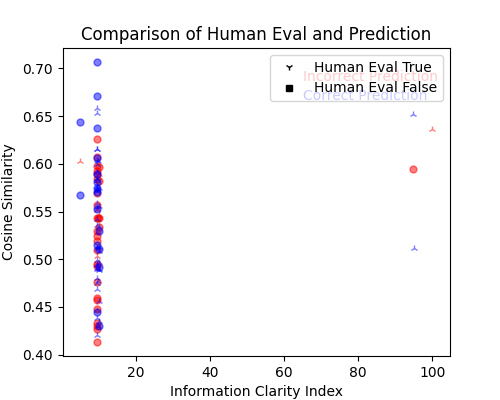 Comparison of Human Eval and Prediction
Human Eval True
Incorrect Prediction
Human Eval False
Correct Prediction
0.70
0.65
0.60
0.55
0.50
0.45
0.40
Cosine Similarity
20
40
60
80
100
Information Clarity Index